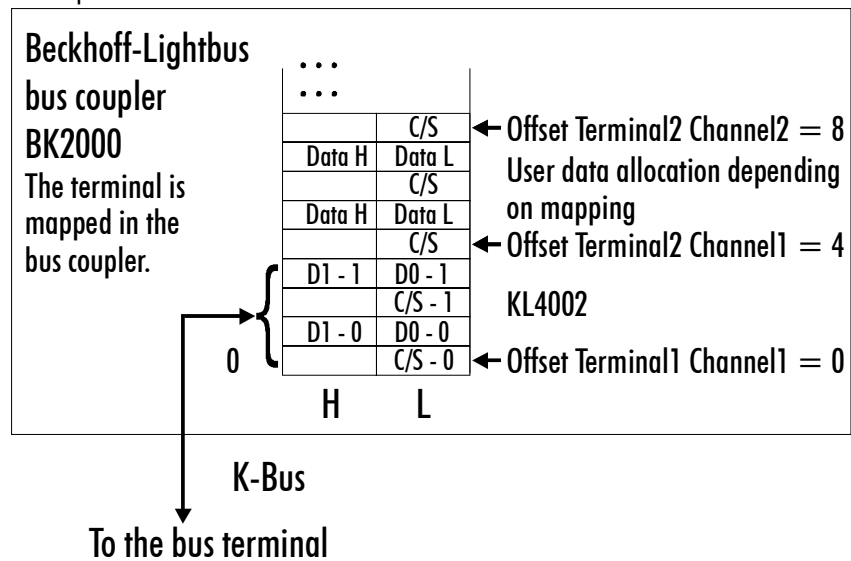 Beckhoff-Lightbus
bus coupler
BK2000
The terminal is
mapped in the
bus coupler.
...
...
C/S
Offset Terminal2 Channel2 = 8
Data H Data L
User data allocation depending
C/S
Data H Data L
on mapping
C/S
Offset Terminal2 Channel1 = 4
D1 - 1 D0 - 1
C/S - 1
KL4002
D1 - 0 D0 - 0
0 C/S - 0
Offset Terminal1 Channel1 = 0
H L
K-Bus
To the bus terminal